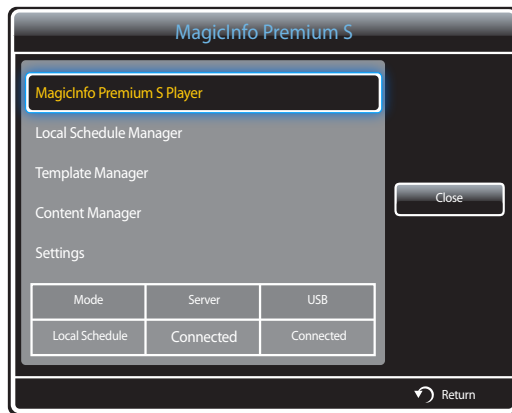 MagicInfo Premium S
MagicInfo Premium S Player
Local Schedule Manager
Template Manager
Content Manager
Settings
Close
Mode Server USB
Local Schedule Connected Connected
Return